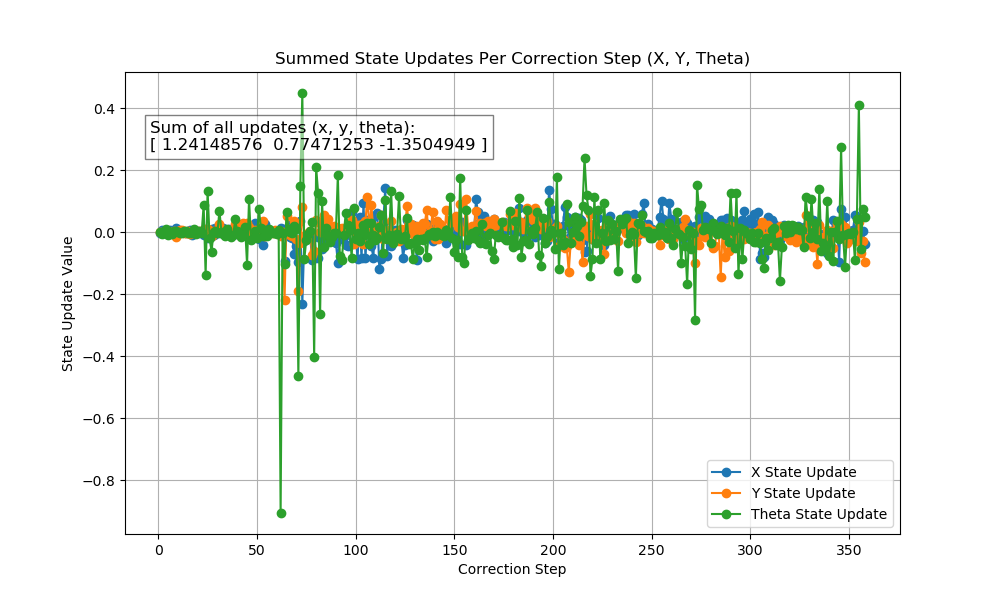 Summed State Updates Per Correction Step (X, Y, Theta)
State Update Value
0.4
0.2
0.0
−0.2
−0.4
−0.6
−0.8
Sum of all updates (x, y, theta):
[ 1.24148576  0.77471253 -1.3504949 ]
X State Update
Y State Update
Theta State Update
0 50 100 150 200 250 300 350
Correction Step